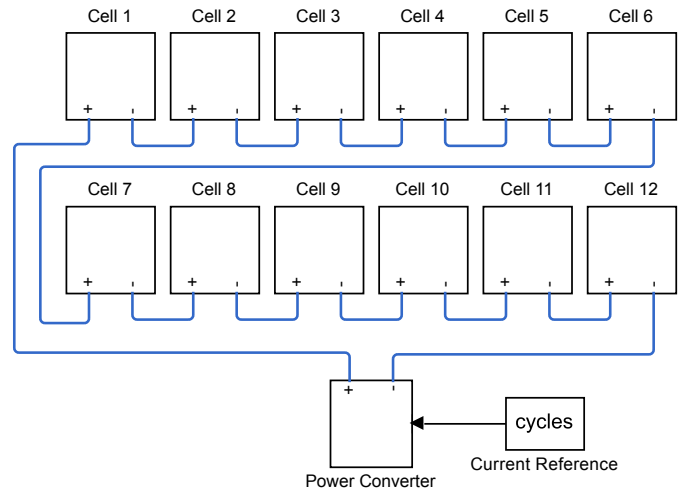 Cell 1 Cell 2 Cell 3 Cell 4 Cell 5 Cell 6
+ - + - + - + - + - + -
Cell 7 Cell 8 Cell 9 Cell 10 Cell 11 Cell 12
+ - + - + - + - + - + -
+ -
cycles
Current Reference
Power Converter